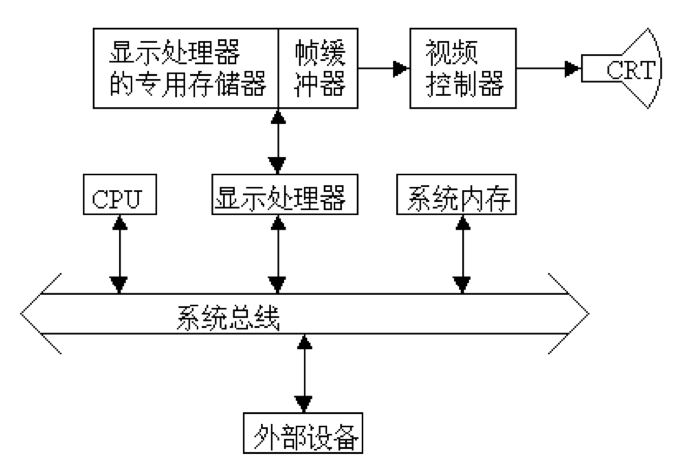 显示处理器
的专用存储器
帧缓
冲器
视频
控制器
CRT
CPU
显示处理器
系统内存
系统总线
外部设备